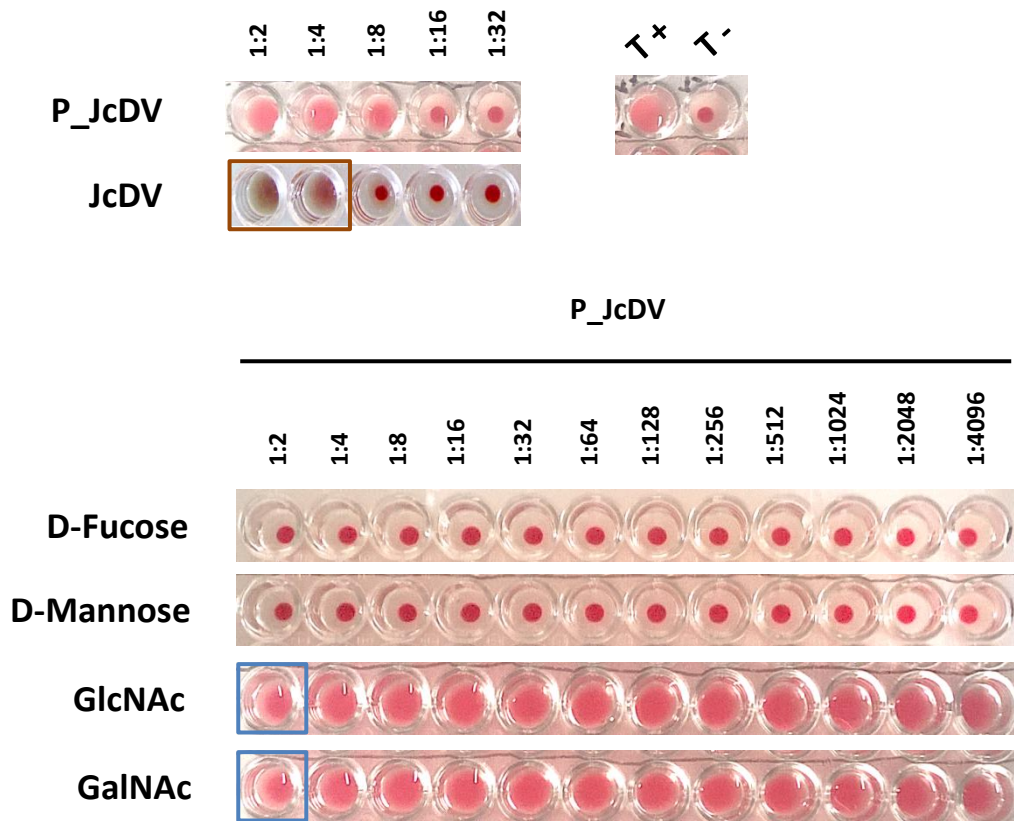 1:2 1:4 1:8 1:16 1:32
T + T -
P_JcDV
JcDV
P_JcDV
1:2 1:4 1:8 1:16 1:32 1:64 1:128 1:256 1:512 1:1024 1:2048 1:4096
D-Fucose
D-Mannose
GlcNAc
GalNAc